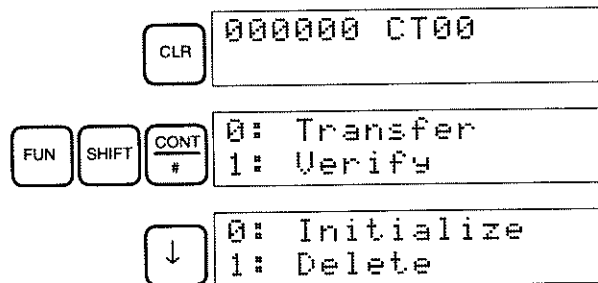 CLR
000000 CT00
FUN SHIFT CONT #
0: Transfer
1: Verify
↓
0: Initialize
1: Delete